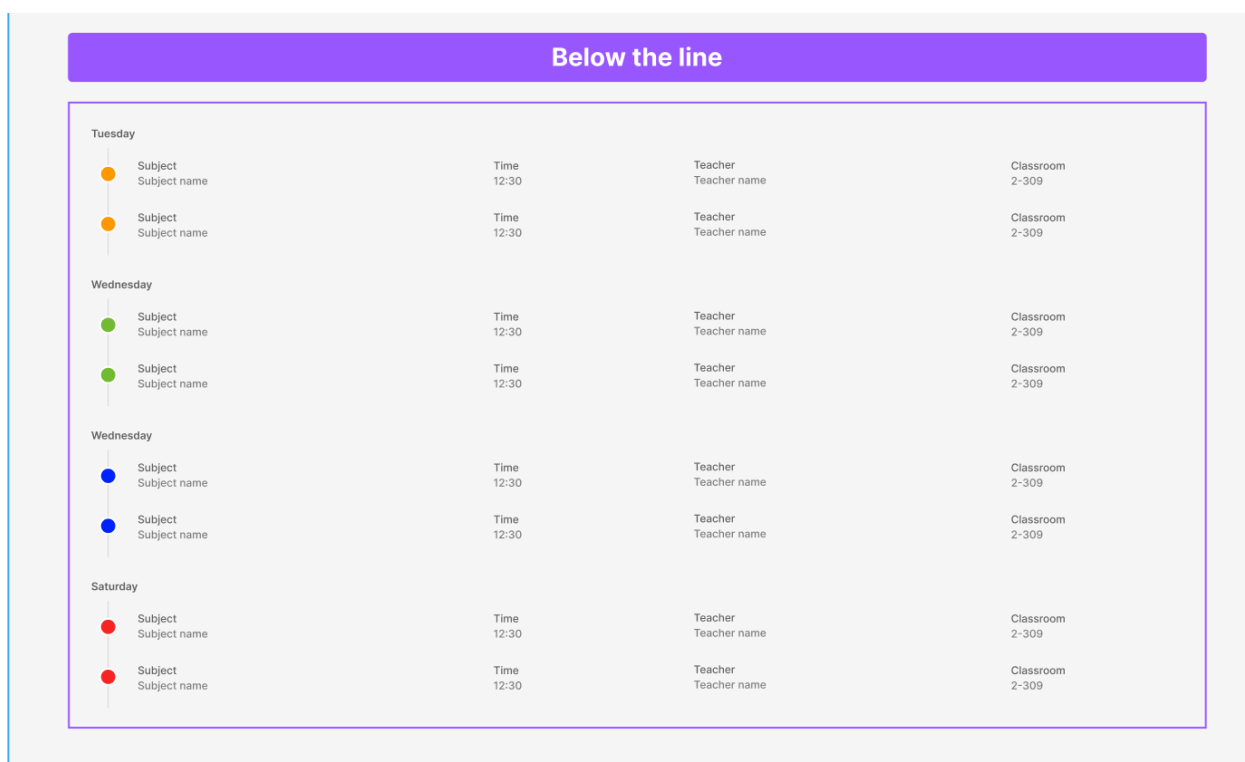 Below the line
Tuesday
Subject Time Teacher Classroom
Subject name 12:30 Teacher name 2-309
Subject Time Teacher Classroom
Subject name 12:30 Teacher name 2-309
Wednesday
Subject Time Teacher Classroom
Subject name 12:30 Teacher name 2-309
Subject Time Teacher Classroom
Subject name 12:30 Teacher name 2-309
Wednesday
Subject Time Teacher Classroom
Subject name 12:30 Teacher name 2-309
Subject Time Teacher Classroom
Subject name 12:30 Teacher name 2-309
Saturday
Subject Time Teacher Classroom
Subject name 12:30 Teacher name 2-309
Subject Time Teacher Classroom
Subject name 12:30 Teacher name 2-309